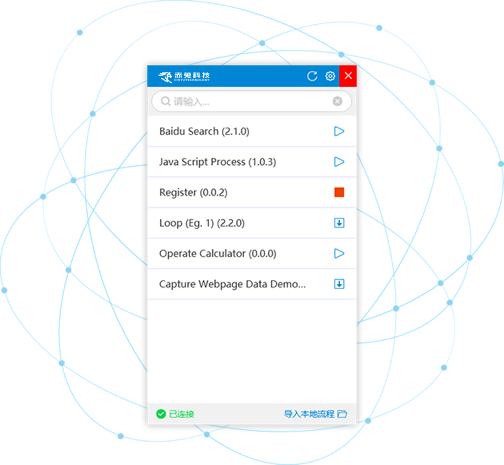 尔兔科技
请输入...
Baidu Search (2.1.0)
Java Script Process (1.0.3)
Register (0.0.2)
Loop (Eg. 1) (2.2.0)
Operate Calculator (0.0.0)
Capture Webpage Data Demo...
已连接 导入本地流程